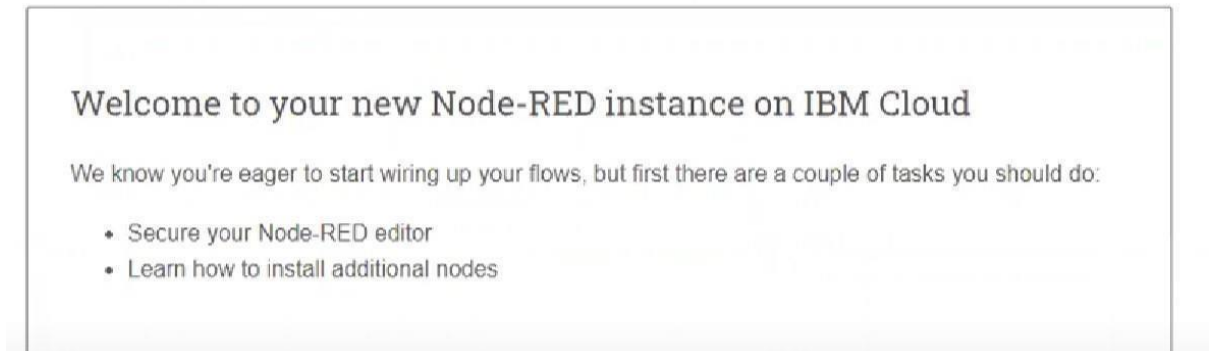 Welcome to your new Node-RED instance on IBM Cloud
We know you're eager to start wiring up your flows, but first there are a couple of tasks you should do:
• Secure your Node-RED editor
• Learn how to install additional nodes